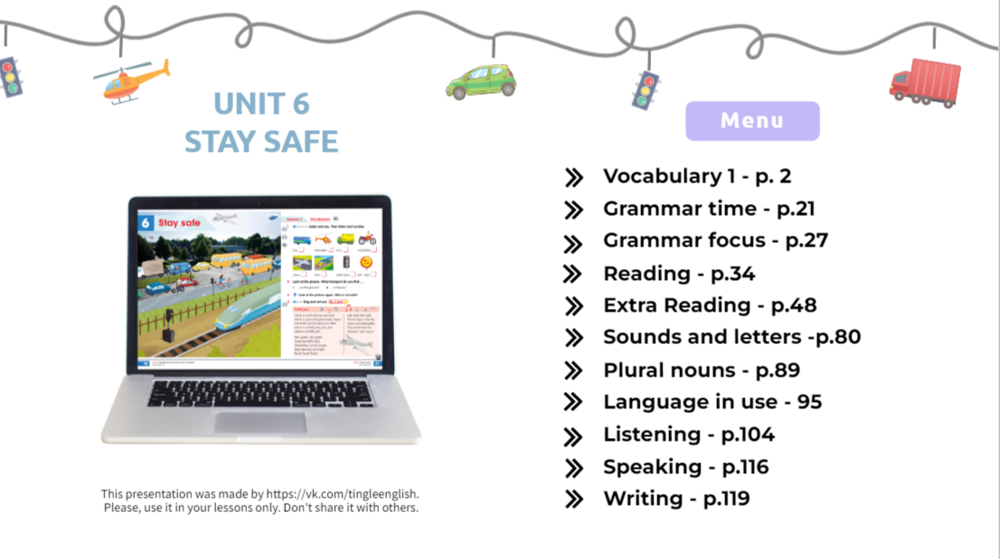 UNIT 6
STAY SAFE
6 Stay safe
Lesson 1 Vocabulary
This presentation was made by https://vk.com/tingleenglish.
Please, use it in your lessons only. Don't share it with others.
Menu
Vocabulary 1 - p. 2
Grammar time - p.21
Grammar focus - p.27
Reading - p.34
Extra Reading - p.48
Sounds and letters -p.80
Plural nouns - p.89
Language in use - 95
Listening - p.104
Speaking - p.116
Writing - p.119